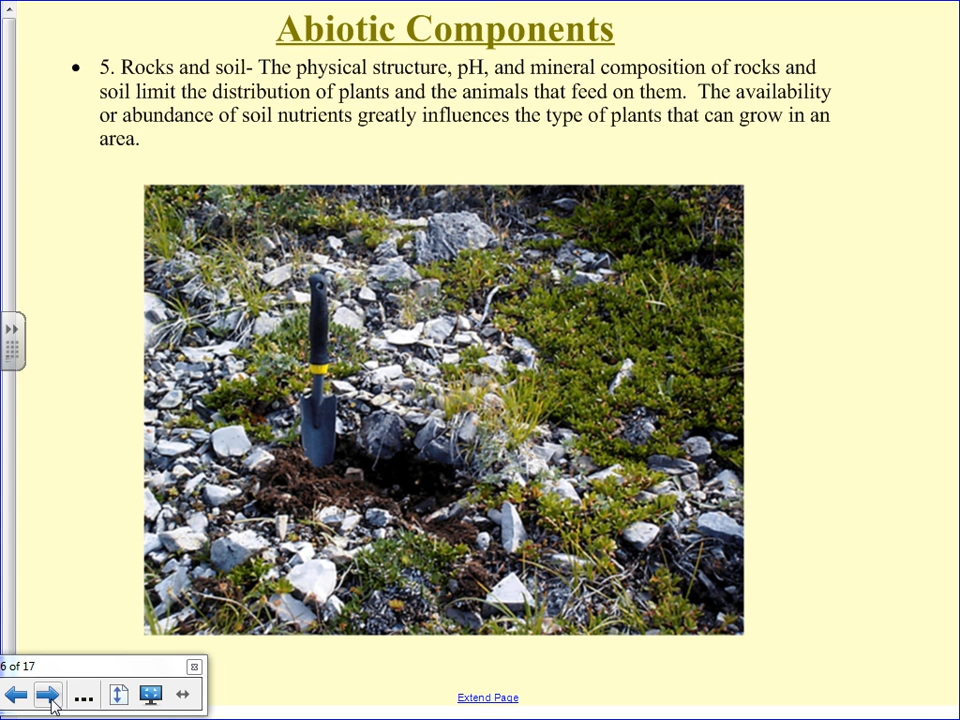 Abiotic Components
• 5. Rocks and soil- The physical structure, pH, and mineral composition of rocks and
soil limit the distribution of plants and the animals that feed on them.  The availability
or abundance of soil nutrients greatly influences the type of plants that can grow in an
area.
6 of 17
...
Extend Page